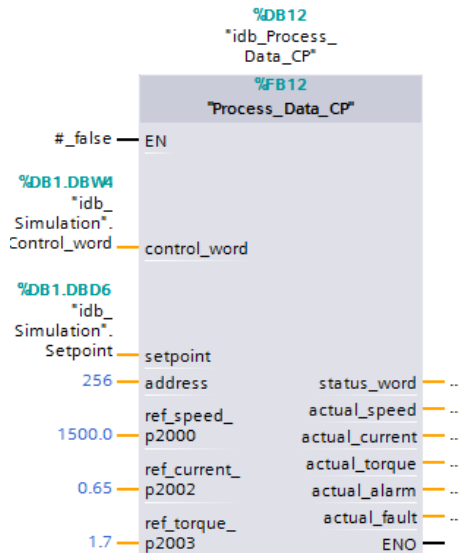 %DB12
"idb_Process_
Data_CP"
%FB12
"Process_Data_CP"
#_false EN
%DB1.DBW4
"idb_
Simulation".
Control_word control_word
%DB1.DBD6
"idb_
Simulation".
Setpoint setpoint
256 address status_word ...
ref_speed_ actual_speed ...
1500.0 p2000 actual_current ...
ref_current_ actual_torque ...
0.65 p2002 actual_alarm ...
ref_torque_ actual_fault ...
1.7 p2003 ENO